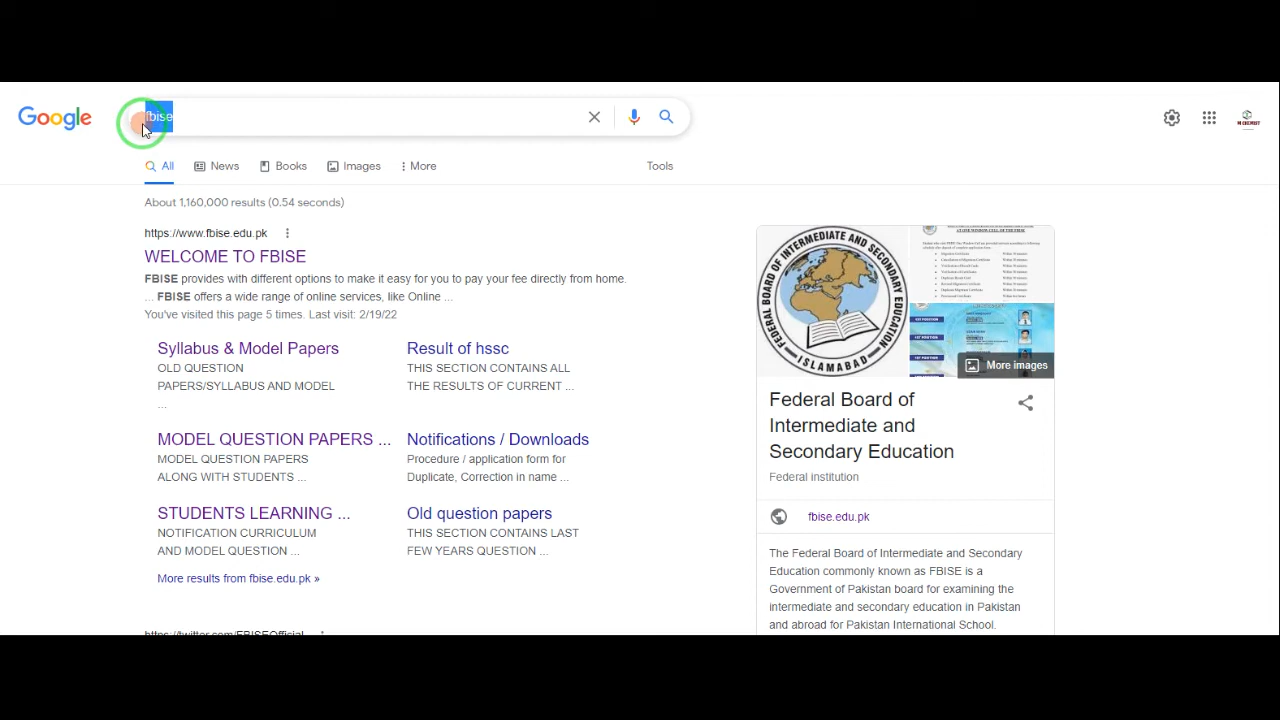 Google
fbise
All
News
Books
Images
More
Tools
About 1,160,000 results (0.54 seconds)
https://www.fbise.edu.pk
WELCOME TO FBISE
FBISE provides with convenient ways to make it easy for you to pay your fee directly from home.
... FBISE offers a wide range of online services, like Online ...
You've visited this page 5 times. Last visit: 2/19/22
Syllabus & Model Papers
OLD QUESTION
PAPERS/SYLLABUS AND MODEL
...
Result of hssc
THIS SECTION CONTAINS ALL
THE RESULTS OF CURRENT ...
MODEL QUESTION PAPERS ...
MODEL QUESTION PAPERS
ALONG WITH STUDENTS ...
Notifications / Downloads
Procedure / application form for
Duplicate, Correction in name ...
STUDENTS LEARNING ...
NOTIFICATION CURRICULUM
AND MODEL QUESTION ...
Old question papers
THIS SECTION CONTAINS LAST
FEW YEARS QUESTION ...
More results from fbise.edu.pk »
https://twitter.com/FBISEOfficial
FEDERAL BOARD OF INTERMEDIATE AND SECONDARY EDUCATION
ISLAMABAD
More images
Federal Board of
Intermediate and
Secondary Education
Federal institution
fbise.edu.pk
The Federal Board of Intermediate and Secondary
Education commonly known as FBISE is a
Government of Pakistan board for examining the
intermediate and secondary education in Pakistan
and abroad for Pakistan International School.